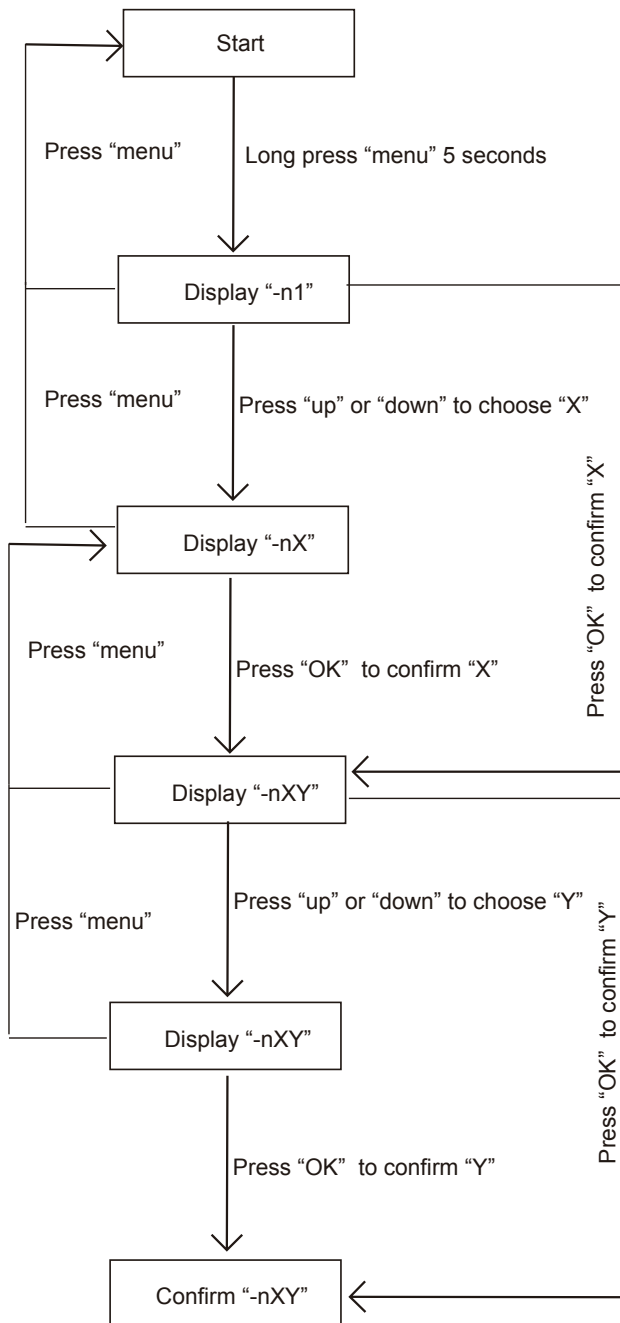 Start
Press “menu”
Long press “menu” 5 seconds
Display “-n1”
Press “menu”
Press “up” or “down” to choose “X”
Press “OK”  to confirm “X”
Display “-nX”
Press “menu”
Press “OK”  to confirm “X”
Display “-nXY”
Press “up” or “down” to choose “Y”
Press “menu”
Press “OK”  to confirm “Y”
Display “-nXY”
Press “OK”  to confirm “Y”
Confirm “-nXY”